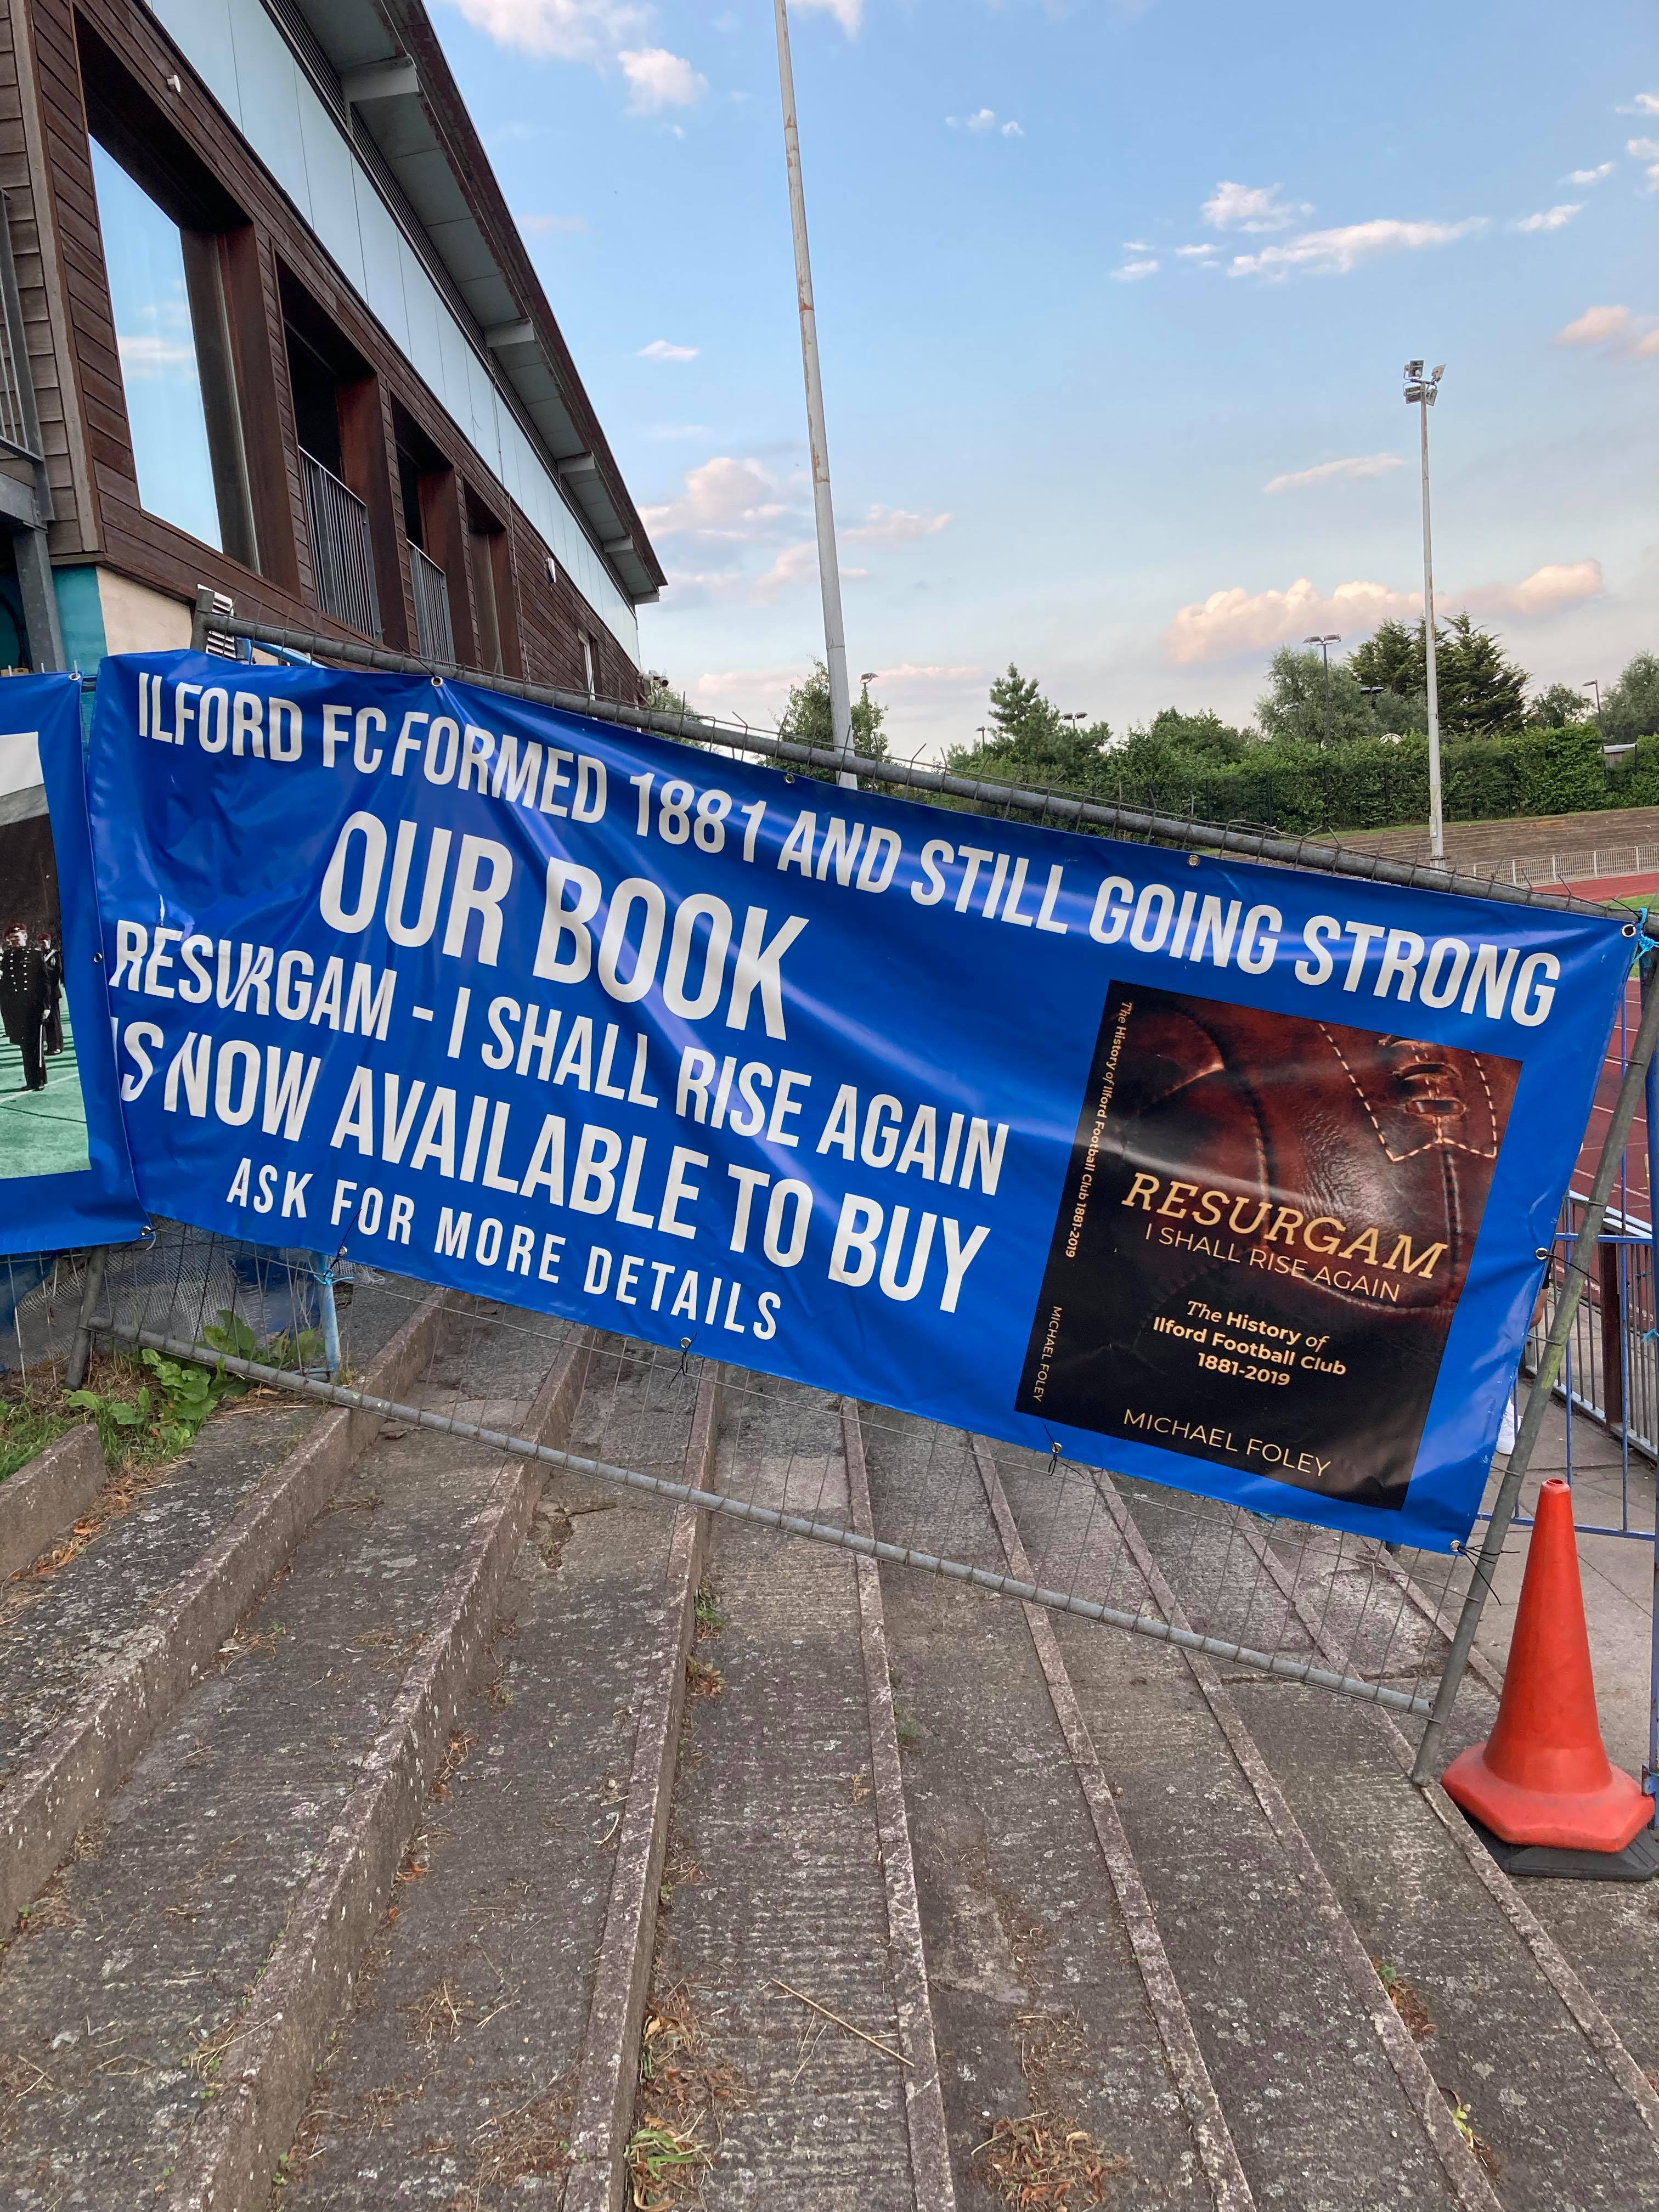 ILFORD FC FORMED 1881 AND STILL GOING STRONG
OUR BOOK
RESURGAM - I SHALL RISE AGAIN
IS NOW AVAILABLE TO BUY
ASK FOR MORE DETAILS
The History of Ilford Football Club 1881-2019
MICHAEL FOLEY
RESURGAM
I SHALL RISE AGAIN
The History of
Ilford Football Club
1881-2019
MICHAEL FOLEY